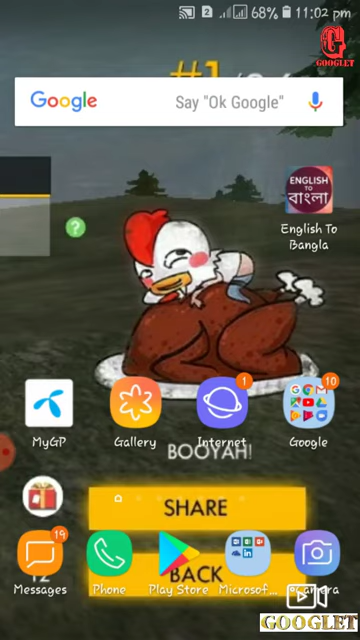 68% 11:02 pm
GOOGLET
#1
Google Say "Ok Google"
ENGLISH
TO
বাংলা
English To
Bangla
1
10
MyGP Gallery Internet Google
BOOYAH!
SHARE
19
Messages Phone Play Store Microsof... Camera
BACK
12
GOOGLET